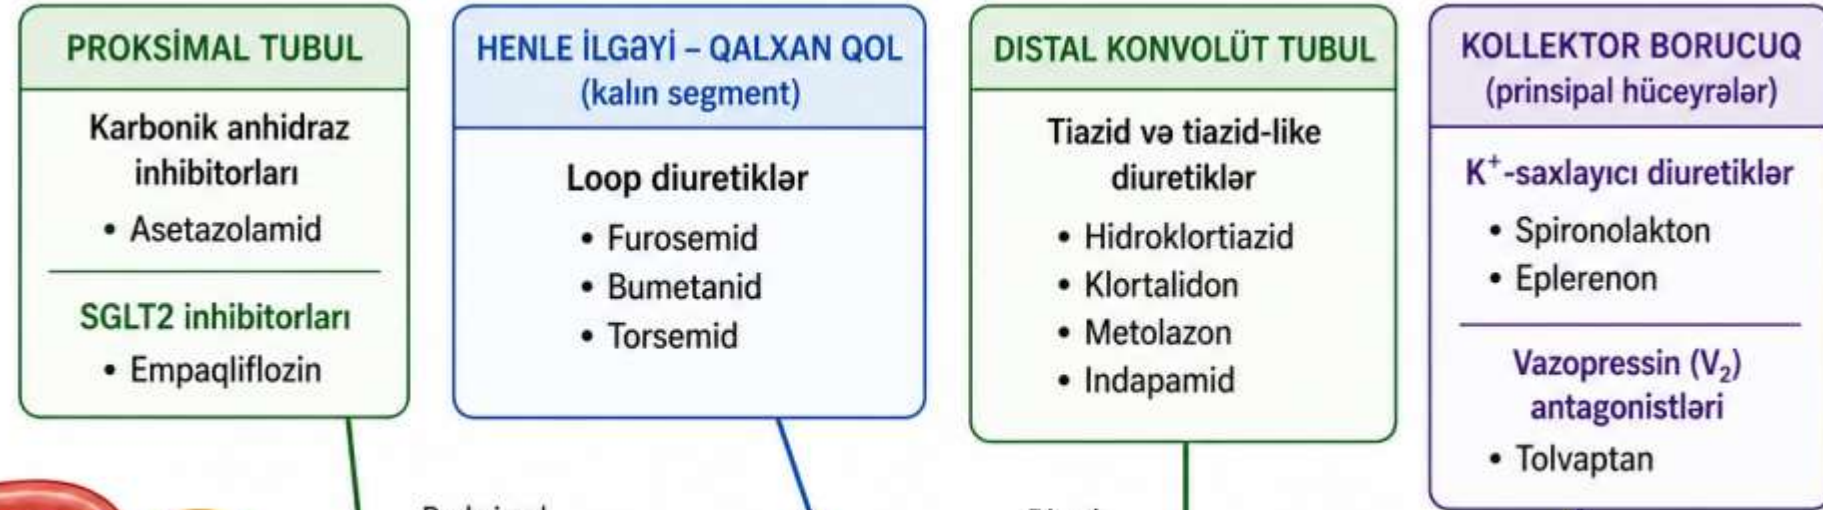 PROKSİMAL TUBUL
Karbonik anhidraz
inhibitorları
• Asetazolamid
SGLT2 inhibitorları
• Empaqliflozin
HENLE İLGəYİ – QALXAN QOL
(kalın segment)
Loop diuretiklər
• Furosemid
• Bumetanid
• Torsemid
DISTAL KONVOLÜT TUBUL
Tiazid və tiazid-like
diuretiklər
• Hidroklortiazid
• Klortalidon
• Metolazon
• Indapamid
KOLLEKTOR BORUCUQ
(prinsipal hüceyrələr)
K⁺-saxlayıcı diuretiklər
• Spironolakton
• Eplerenon
Vazopressin (V₂)
antagonistləri
• Tolvaptan